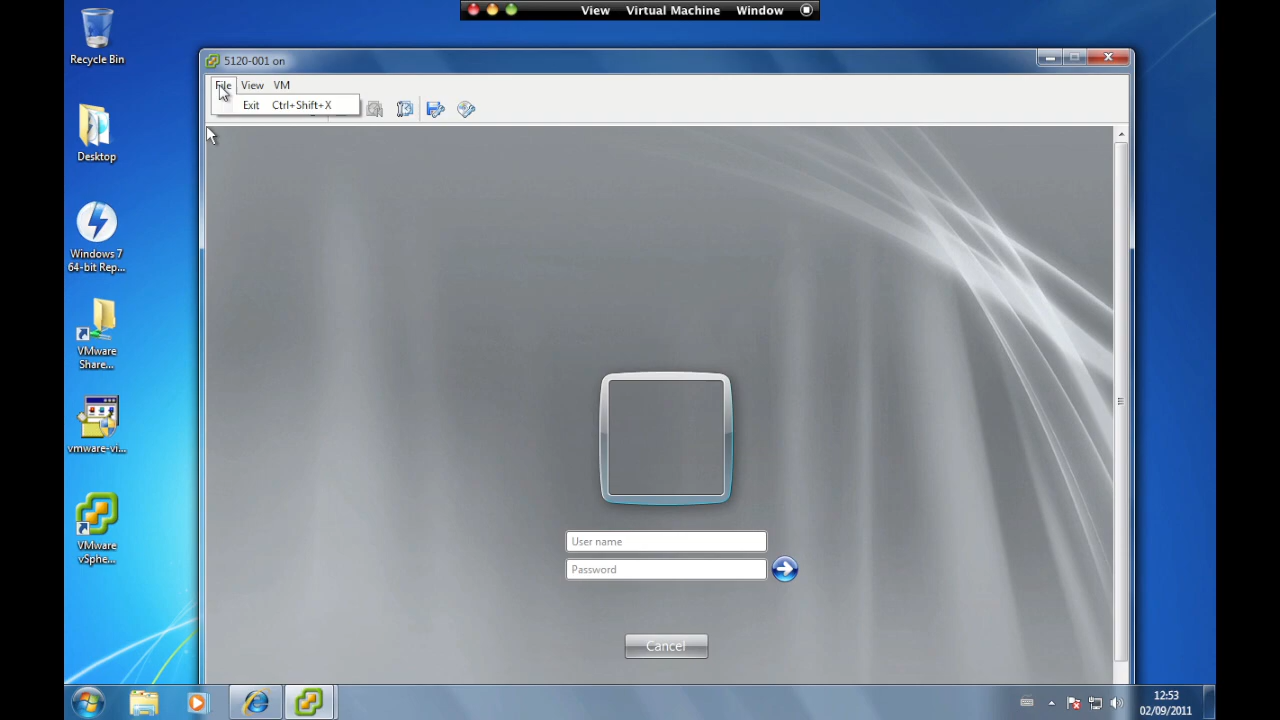 View Virtual Machine Window
Recycle Bin
5120-001 on
File View VM
Exit Ctrl+Shift+X
Desktop
Windows 7
64-bit Rep...
VMware
Share...
vmware-vi...
VMware
vSphe...
User name
Password
Cancel
12:53
02/09/2011